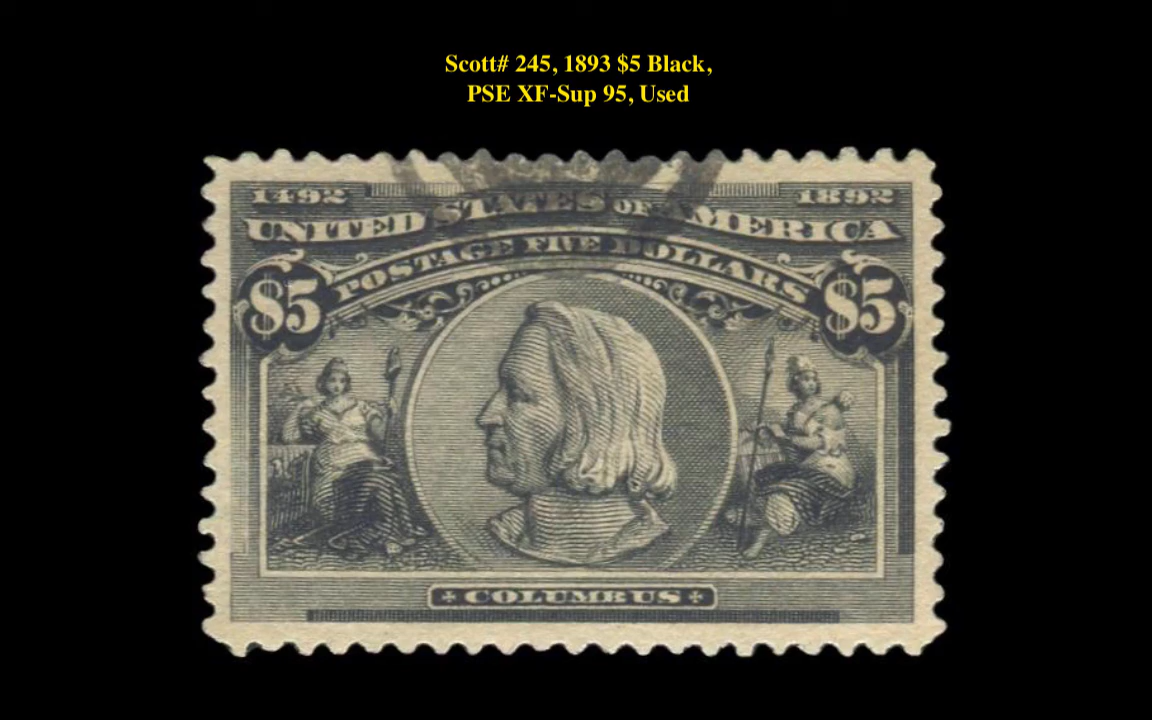 Scott# 245, 1893 $5 Black,
PSE XF-Sup 95, Used
1492 1892
UNITED STATES OF AMERICA
POSTAGE FIVE DOLLARS
$5 $5
COLUMBUS